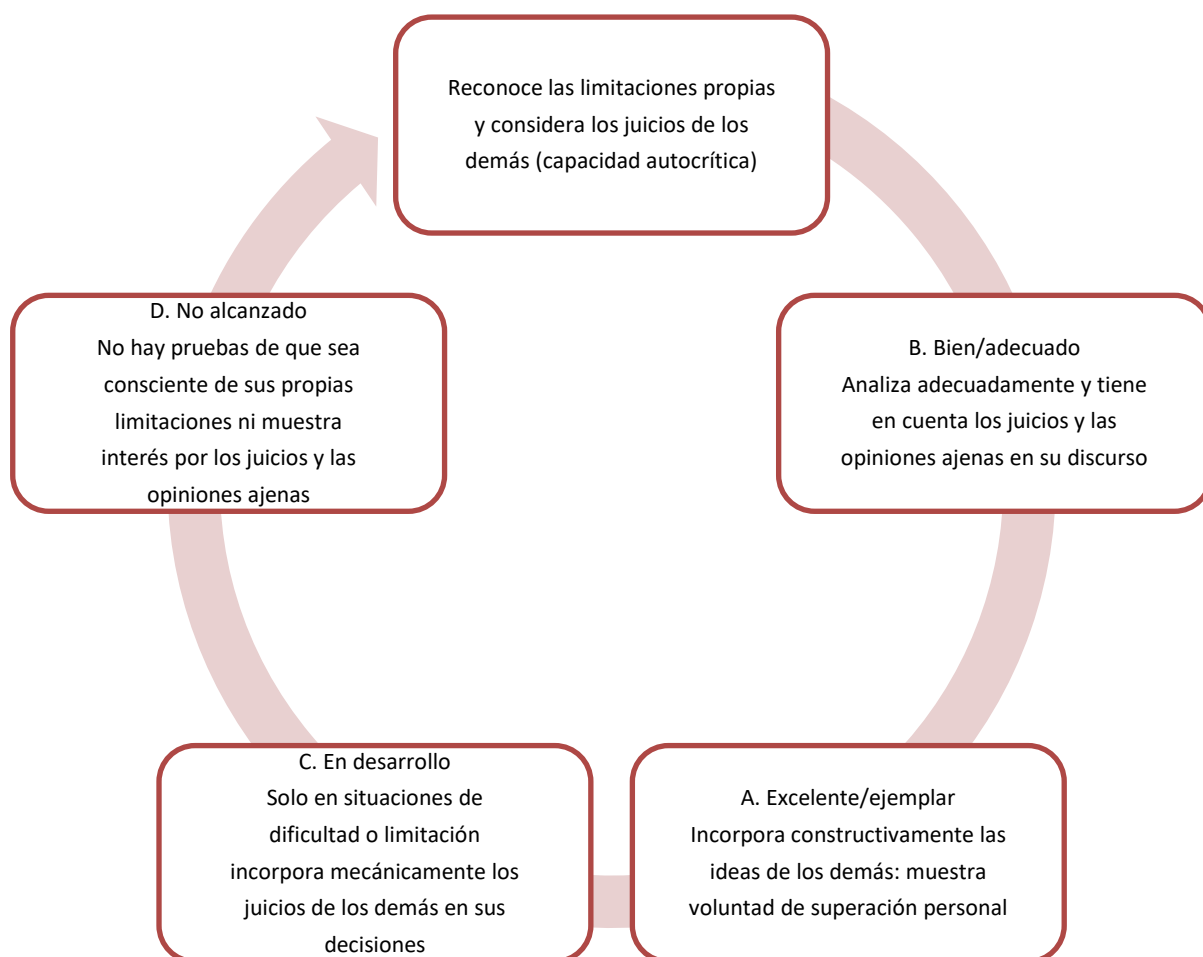 Reconoce las limitaciones propias
y considera los juicios de los
demás (capacidad autocrítica)
B. Bien/adecuado
Analiza adecuadamente y tiene
en cuenta los juicios y las
opiniones ajenas en su discurso
A. Excelente/ejemplar
Incorpora constructivamente las
ideas de los demás: muestra
voluntad de superación personal
C. En desarrollo
Solo en situaciones de
dificultad o limitación
incorpora mecánicamente los
juicios de los demás en sus
decisiones
D. No alcanzado
No hay pruebas de que sea
consciente de sus propias
limitaciones ni muestra
interés por los juicios y las
opiniones ajenas